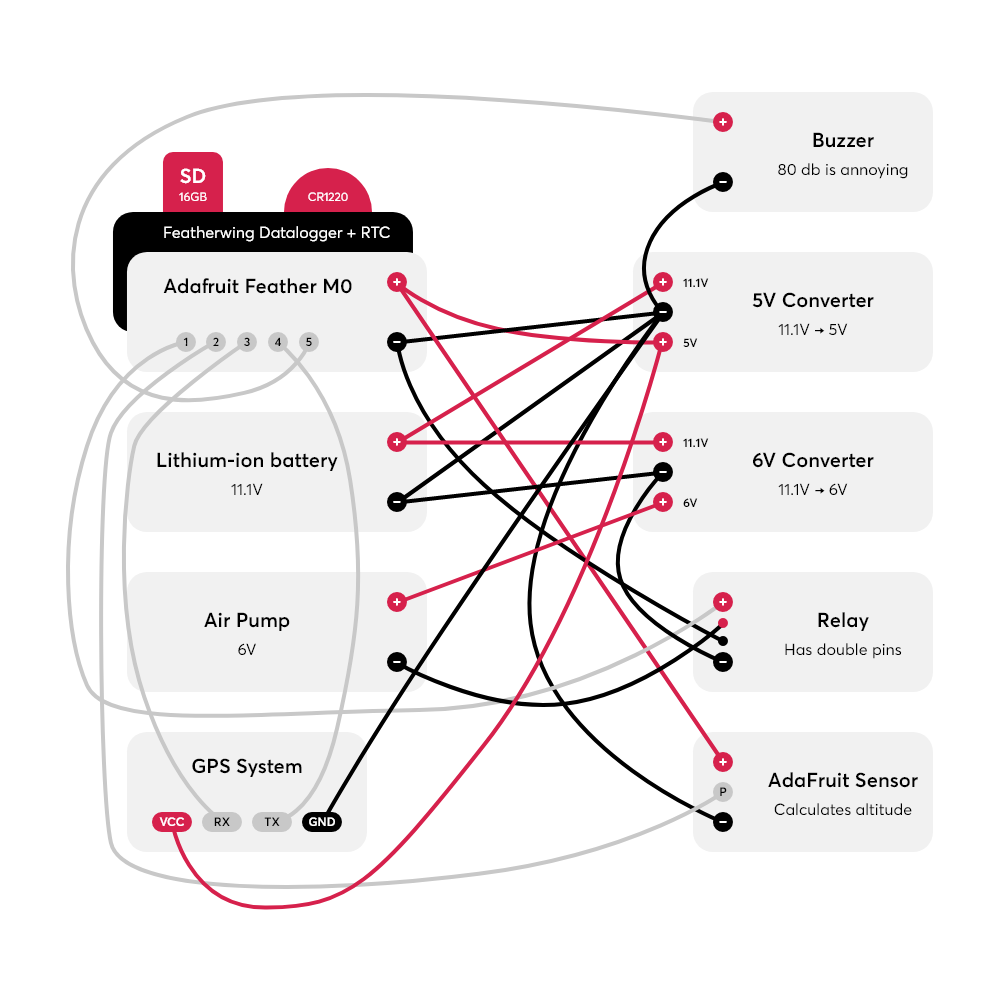 SD
16GB
CR1220
Featherwing Datalogger + RTC
Adafruit Feather M0
+
−
1 2 3 4 5
Lithium-ion battery
11.1V
+
−
Air Pump
6V
+
−
GPS System
VCC RX TX GND
+
−
Buzzer
80 db is annoying
+ 11.1V
−
+ 5V
5V Converter
11.1V → 5V
+ 11.1V
−
+ 6V
6V Converter
11.1V → 6V
+
−
Relay
Has double pins
+
P
−
AdaFruit Sensor
Calculates altitude